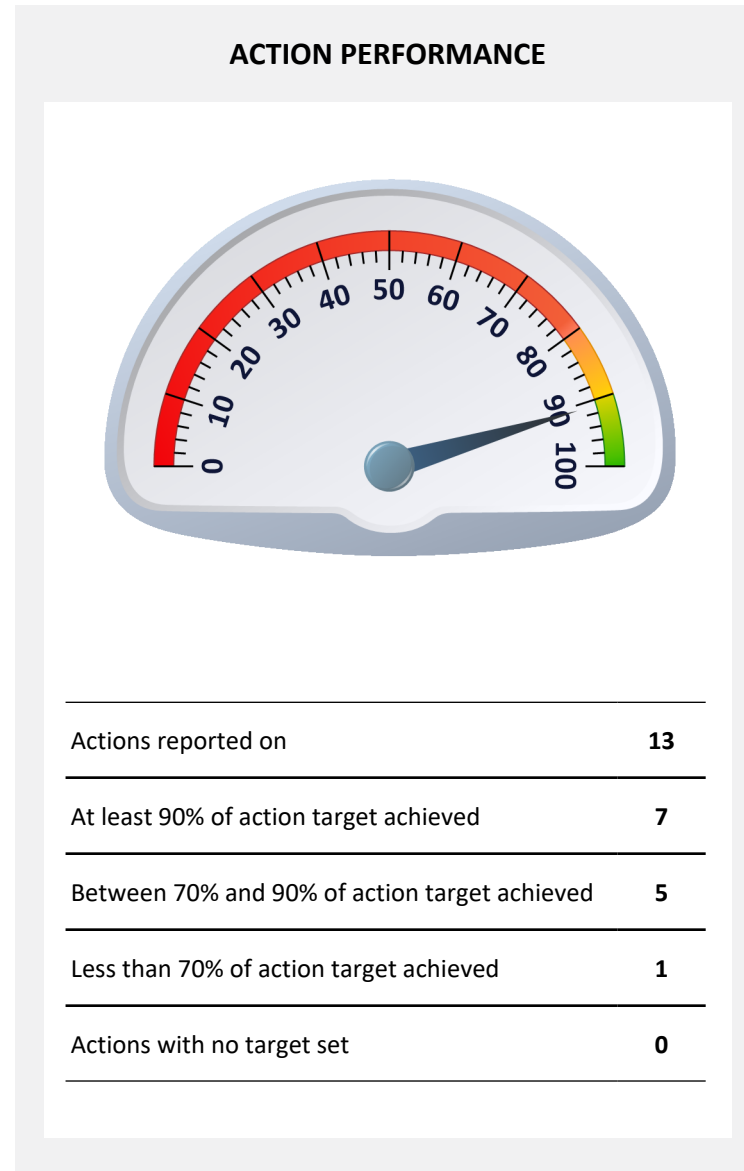 ACTION PERFORMANCE
0
10
20
30
40
50
60
70
80
90
100
Actions reported on 13
At least 90% of action target achieved 7
Between 70% and 90% of action target achieved 5
Less than 70% of action target achieved 1
Actions with no target set 0